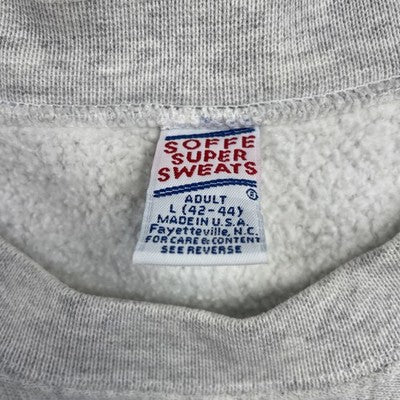 SOFFE
SUPER
SWEATS
®
ADULT
L (42-44)
MADE IN U.S.A.
Fayetteville, N.C.
FOR CARE & CONTENT
SEE REVERSE